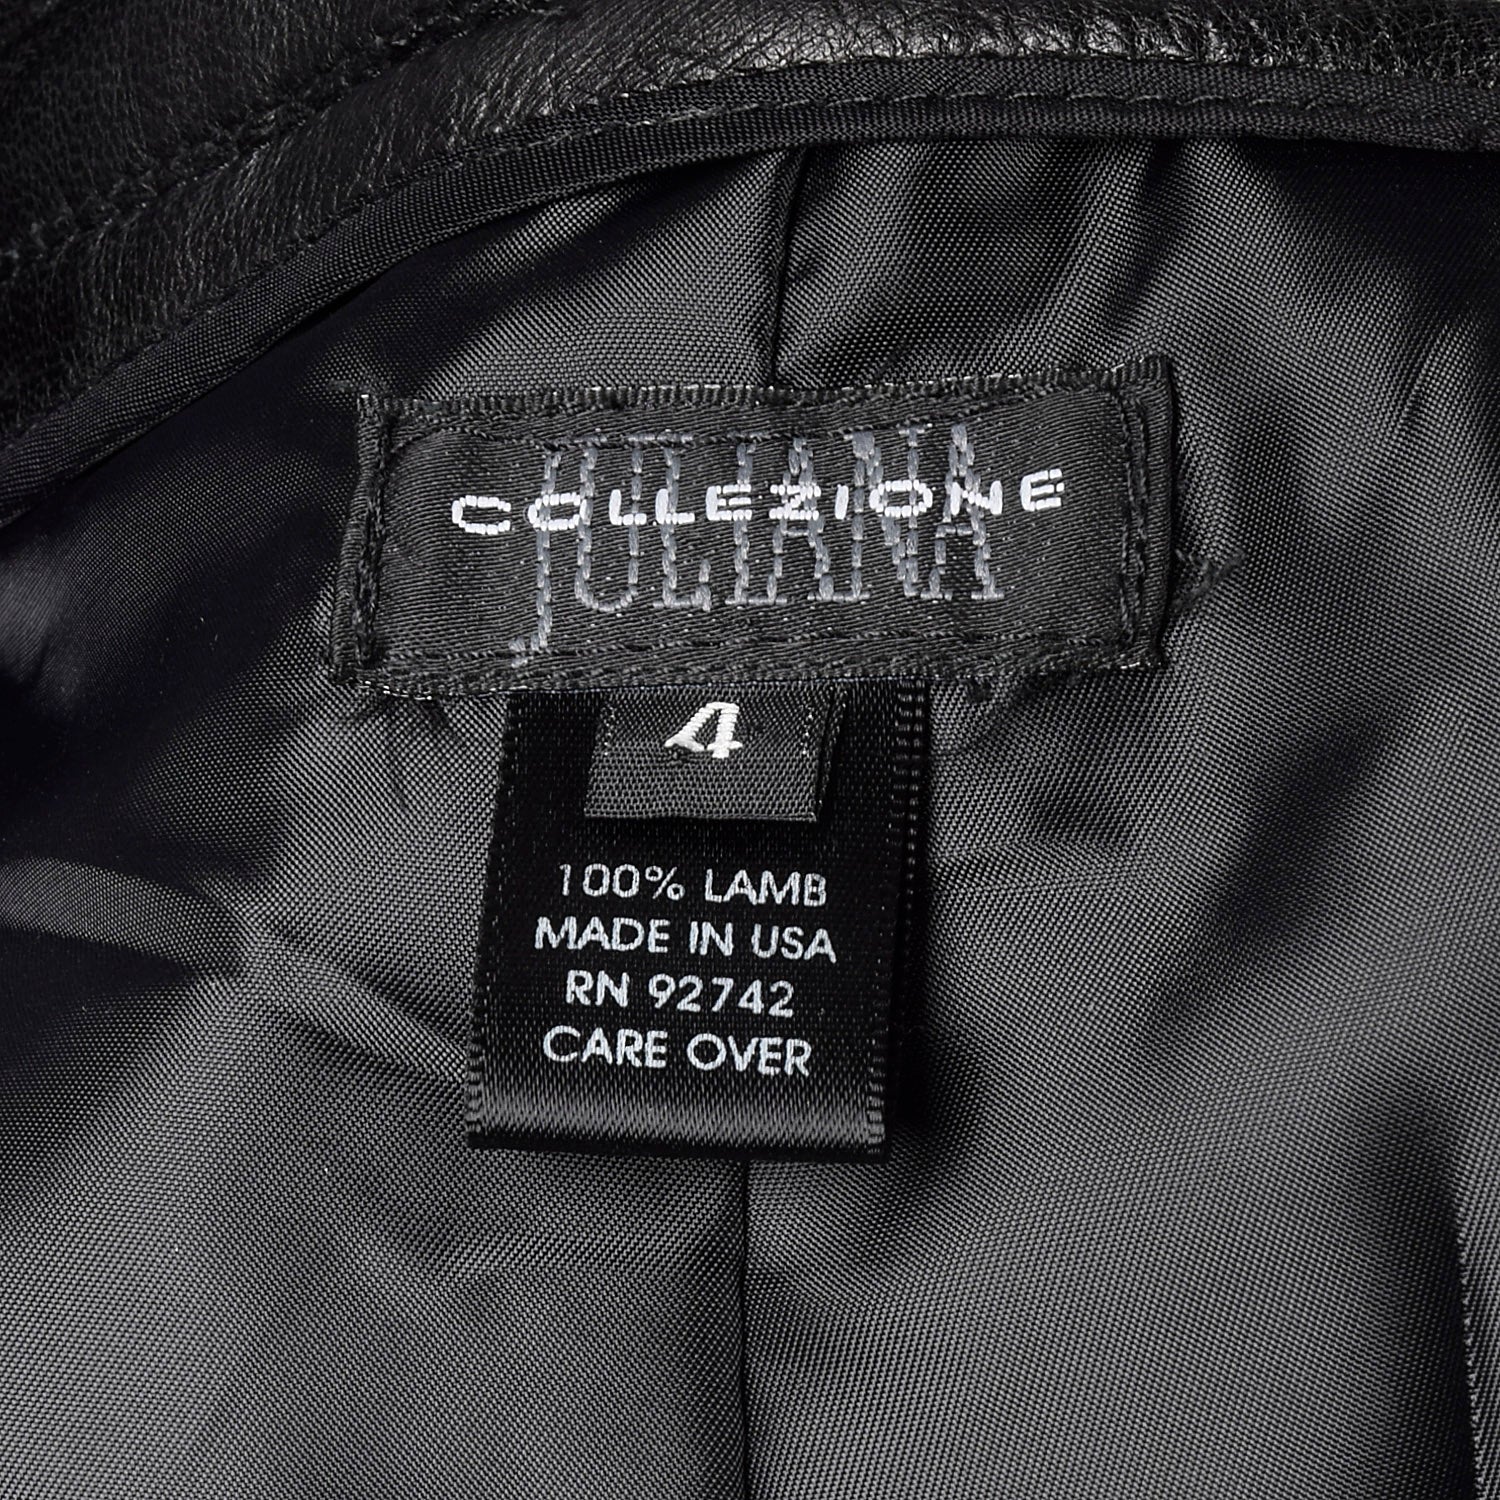 JULIANA
COLLEZIONE
4
100% LAMB
MADE IN USA
RN 92742
CARE OVER